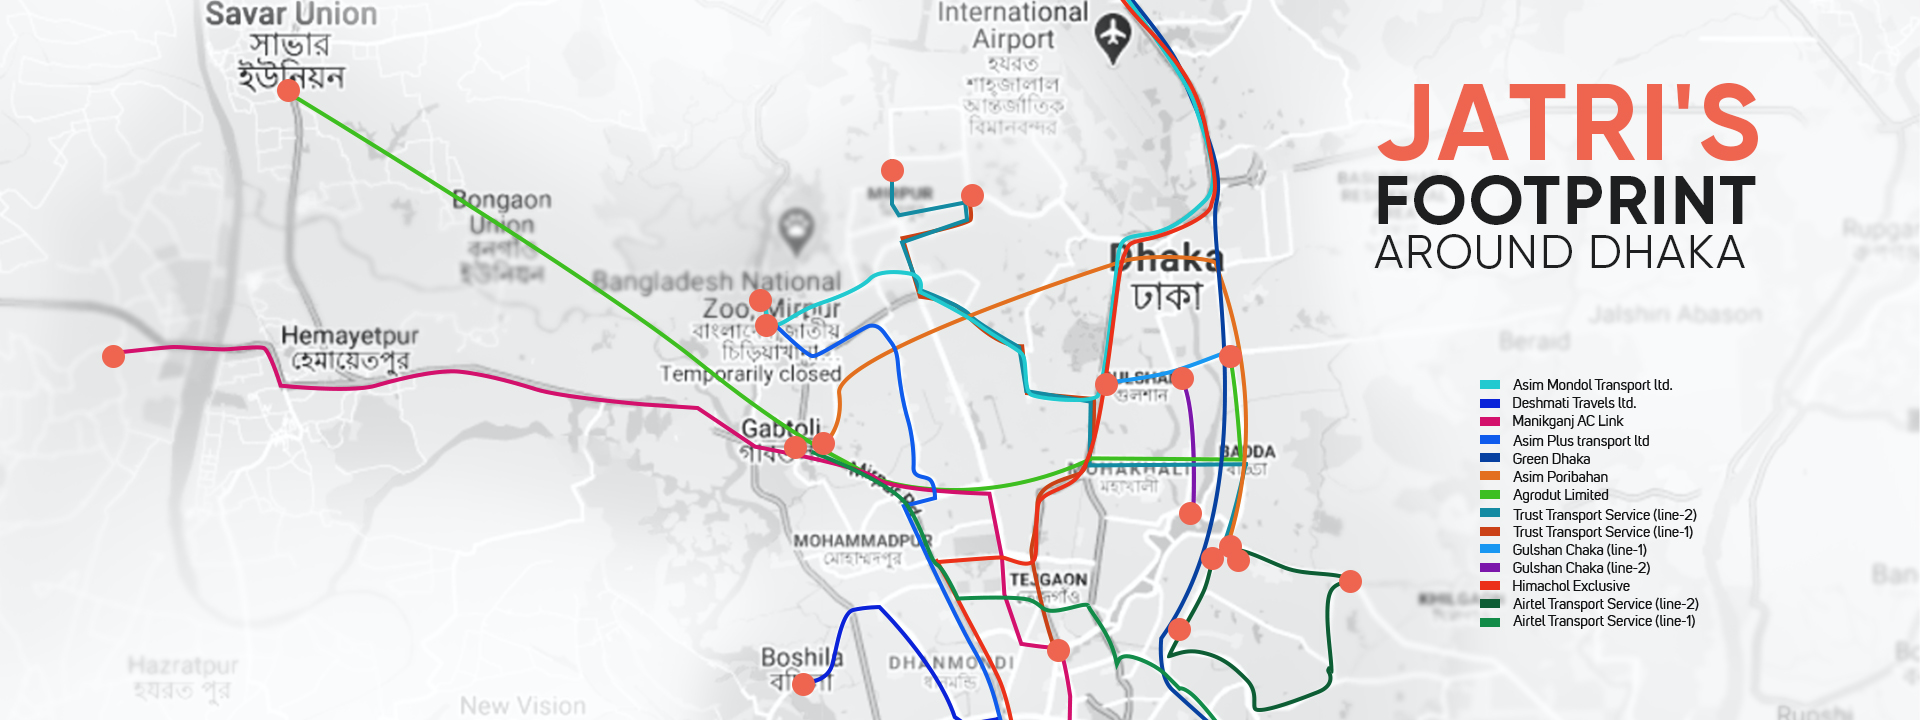 Savar Union
সাভার
ইউনিয়ন
International
Airport
হযরত
শাহজালাল
আন্তর্জাতিক
বিমানবন্দর
JATRI'S
FOOTPRINT
AROUND DHAKA
Bongaon
Union
বনগাঁও
ইউনিয়ন
MIRPUR
Bangladesh National
Zoo, Mirpur
জাতীয়
Temporarily closed
Dhaka
ঢাকা
Hemayetpur
হেমায়েতপুর
Jalshiri Abason
Beraid
GULSHAN
গুলশান
Gabtoli
Mirpur Rd
BADDA
বাড্ডা
MOHAKHALI
মহাখালী
MOHAMMADPUR
মোহাম্মদপুর
TEJGAON
তেজগাঁও
Boshila
DHANMONDI
ধানমন্ডি
Hazratpur
হযরত পুর
New Vision
Asim Mondol Transport ltd.
Deshmati Travels ltd.
Manikganj AC Link
Asim Plus transport ltd
Green Dhaka
Asim Poribahan
Agrodut Limited
Trust Transport Service (line-2)
Trust Transport Service (line-1)
Gulshan Chaka (line-1)
Gulshan Chaka (line-2)
Himachol Exclusive
Airtel Transport Service (line-2)
Airtel Transport Service (line-1)